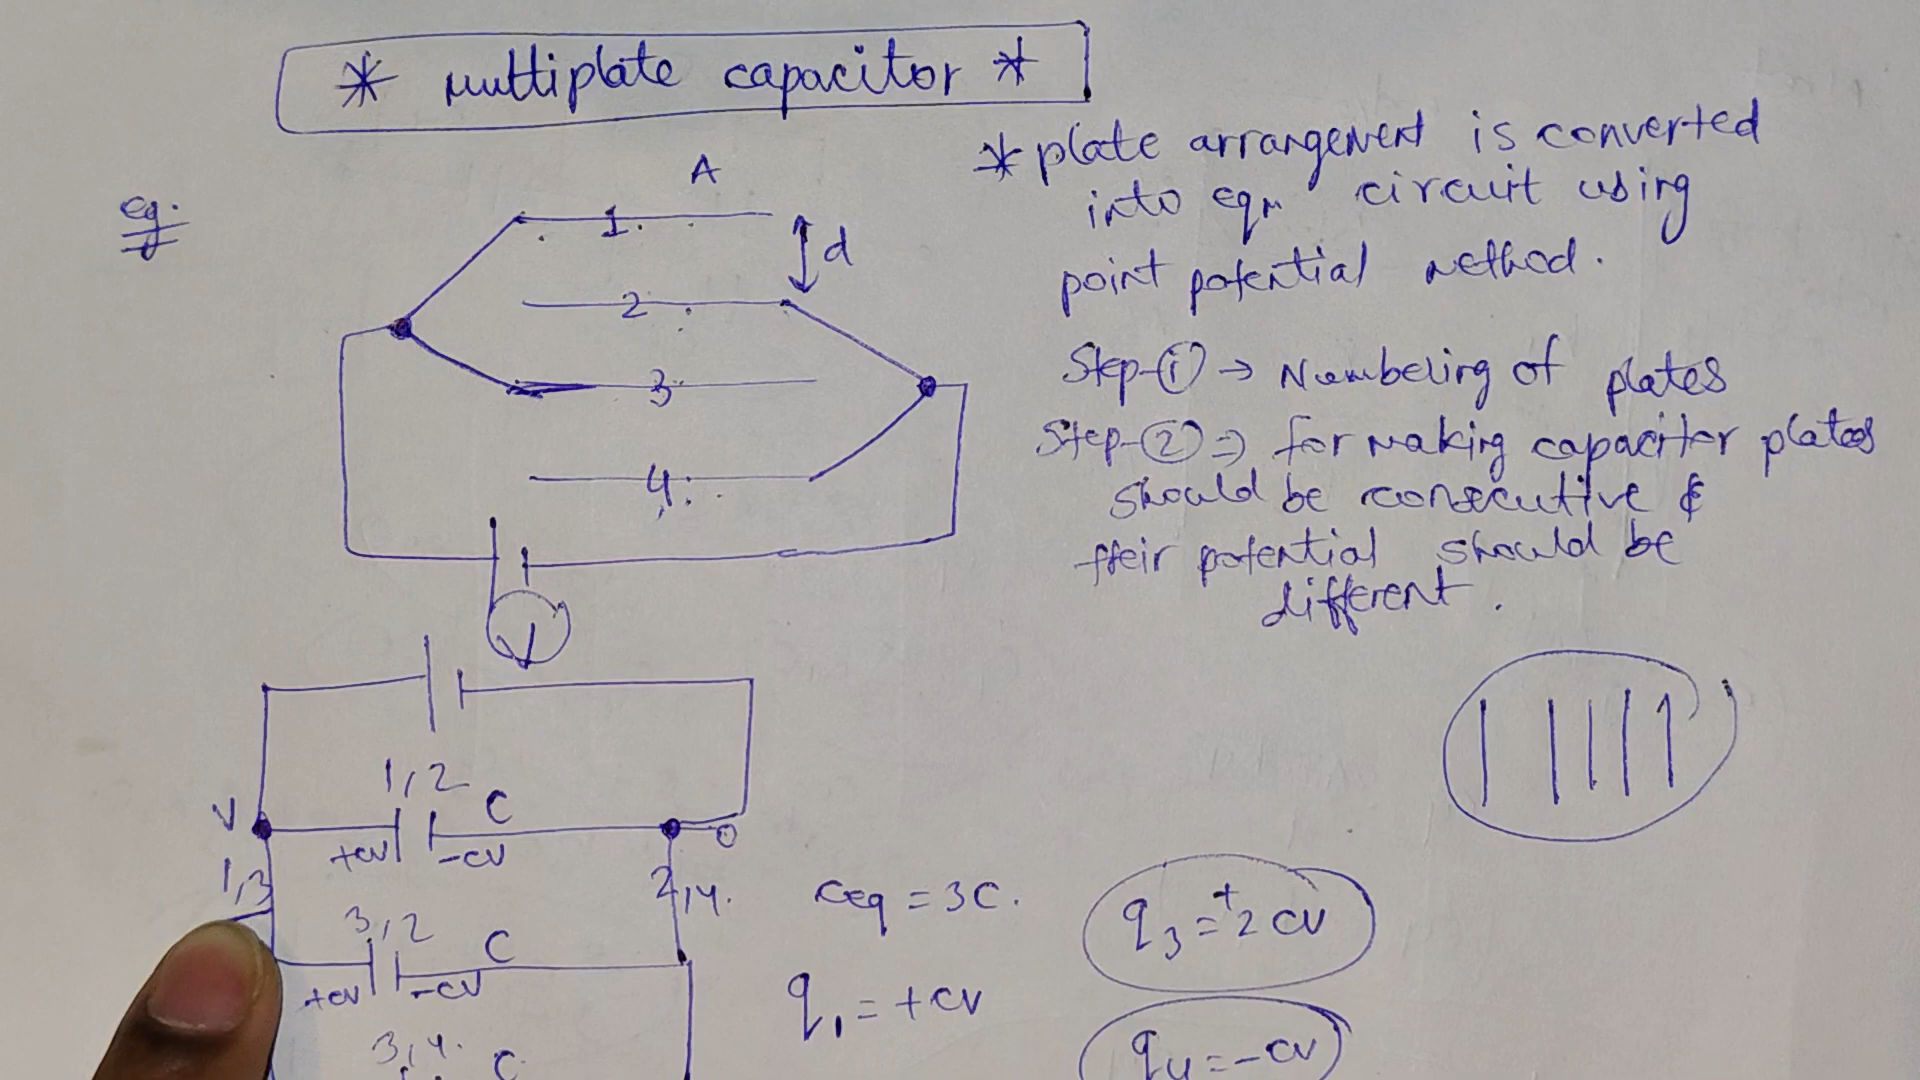 * multiplate capacitor *
* plate arrangement is converted
into eqn circuit using
point potential method.
Step-① → Numbering of plates
Step-② ⇒ for making capacitor plates
should be consecutive &
their potential should be
different.
eg.
A
1.
d
2
3
4
V
1,2
C
V
+CV
-CV
0
1,3
2,4.
3,2
C
+CV
-CV
3,4.
C
Ceq = 3C.
q₁ = +CV
q₃ = +2CV
q₄ = -CV